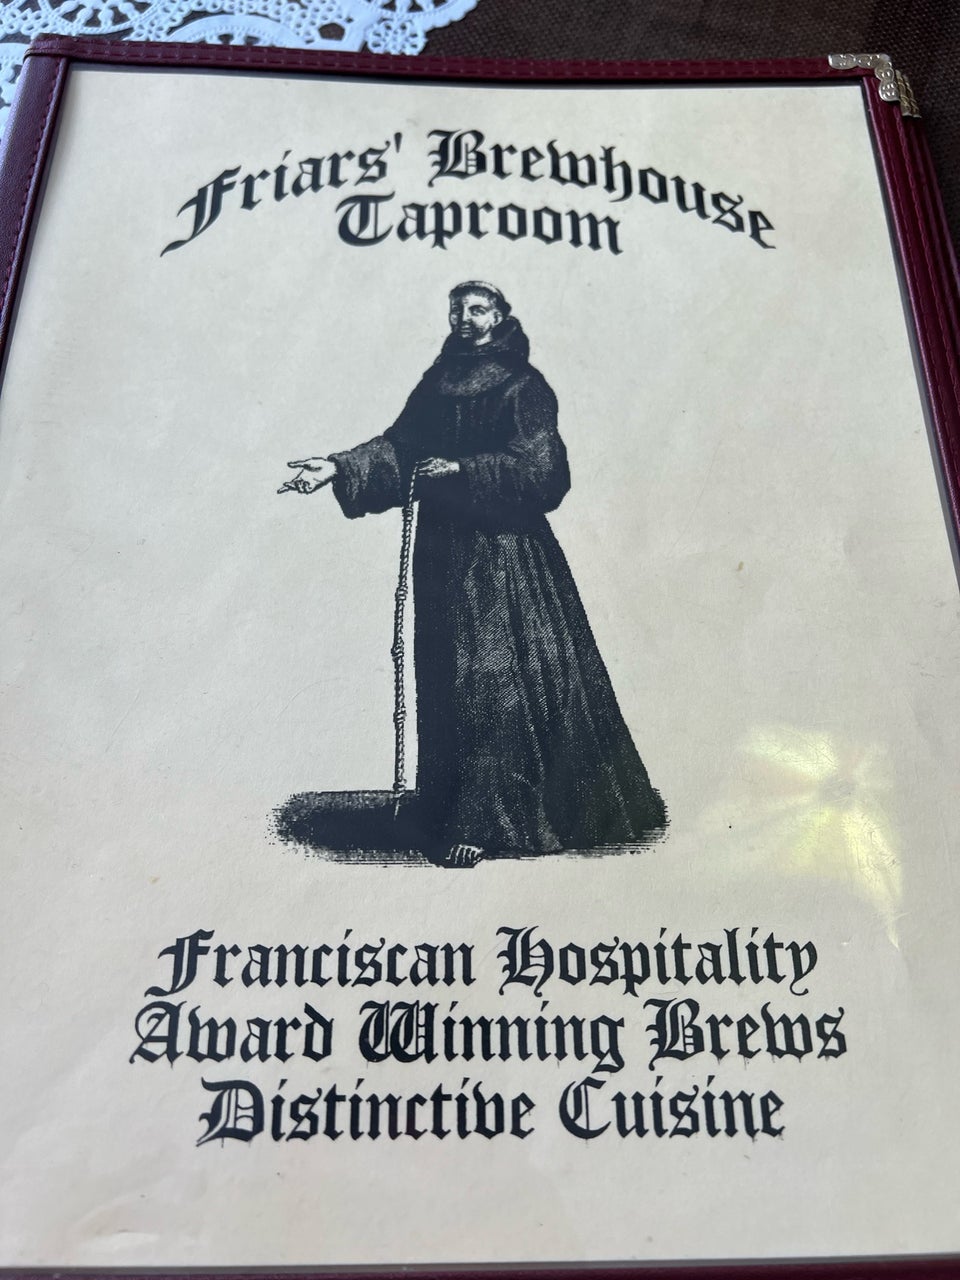 Friars' Brewhouse
Taproom
Franciscan Hospitality
Award Winning Brews
Distinctive Cuisine